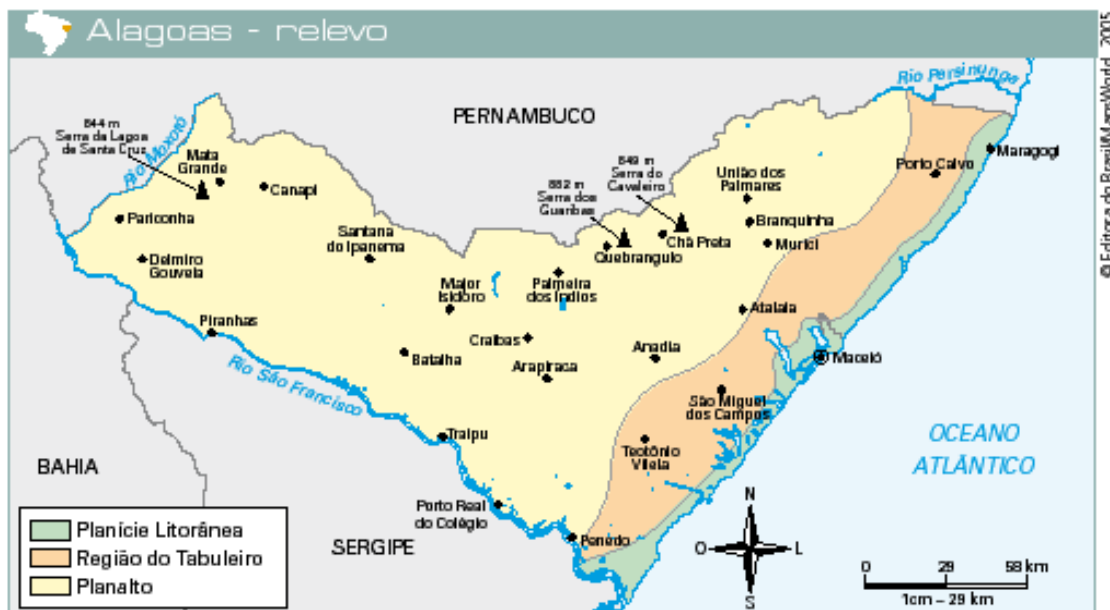 Alagoas - relevo
© Editora do Brasil/MapsWorld, 2005
Rio Persinunga
PERNAMBUCO
844 m
Serra da Lagoa
de Santa Cruz
Rio Moxotó
Mata
Grande
Canapi
Pariconha
Delmiro
Gouveia
Santana
do Ipanema
882 m
Serra dos
Guaribas
849 m
Serra do
Cavaleiro
União dos
Palmares
Porto Calvo
Maragogi
Branquinha
Chã Preta
Murici
Quebrangulo
Major
Isidoro
Palmeira
dos Índios
Piranhas
Atalaia
Craíbas
Batalha
Arapiraca
Anadia
Maceió
Rio São Francisco
São Miguel
dos Campos
Traipu
Teotônio
Vilela
OCEANO
ATLÂNTICO
BAHIA
Porto Real
do Colégio
Penedo
SERGIPE
Planície Litorânea
Região do Tabuleiro
Planalto
N
O
L
S
0 29 58 km
1cm – 29 km